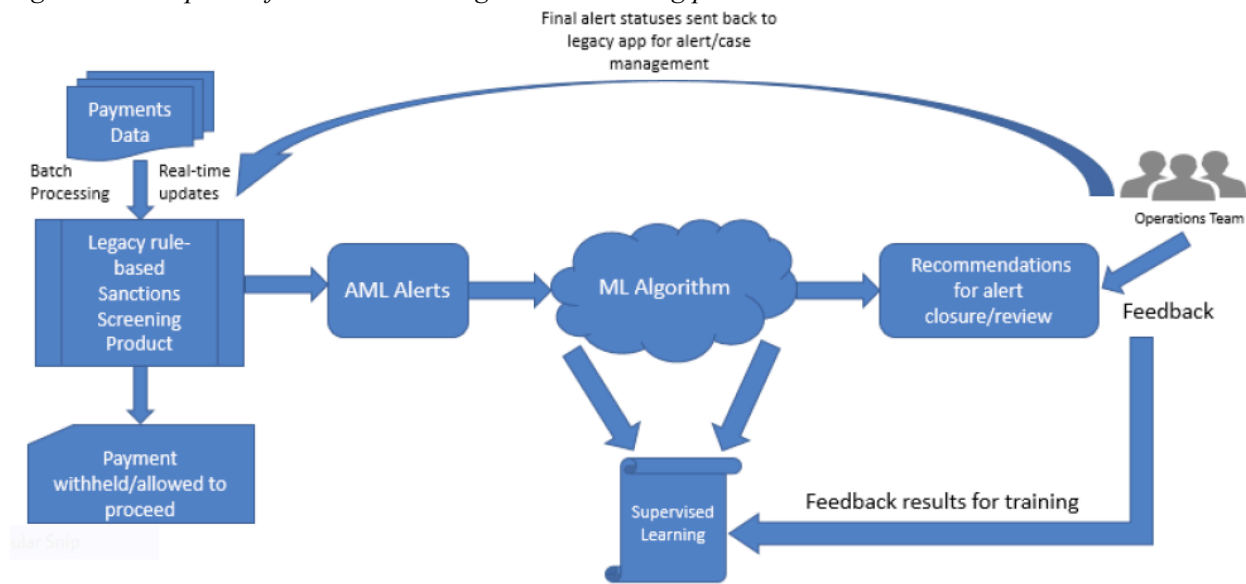 Final alert statuses sent back to
legacy app for alert/case
management
Payments
Data
Batch
Processing
Real-time
updates
Operations Team
Legacy rule-
based
Sanctions
Screening
Product
AML Alerts
ML Algorithm
Recommendations
for alert
closure/review
Feedback
Payment
withheld/allowed to
proceed
Supervised
Learning
Feedback results for training
ular Snip